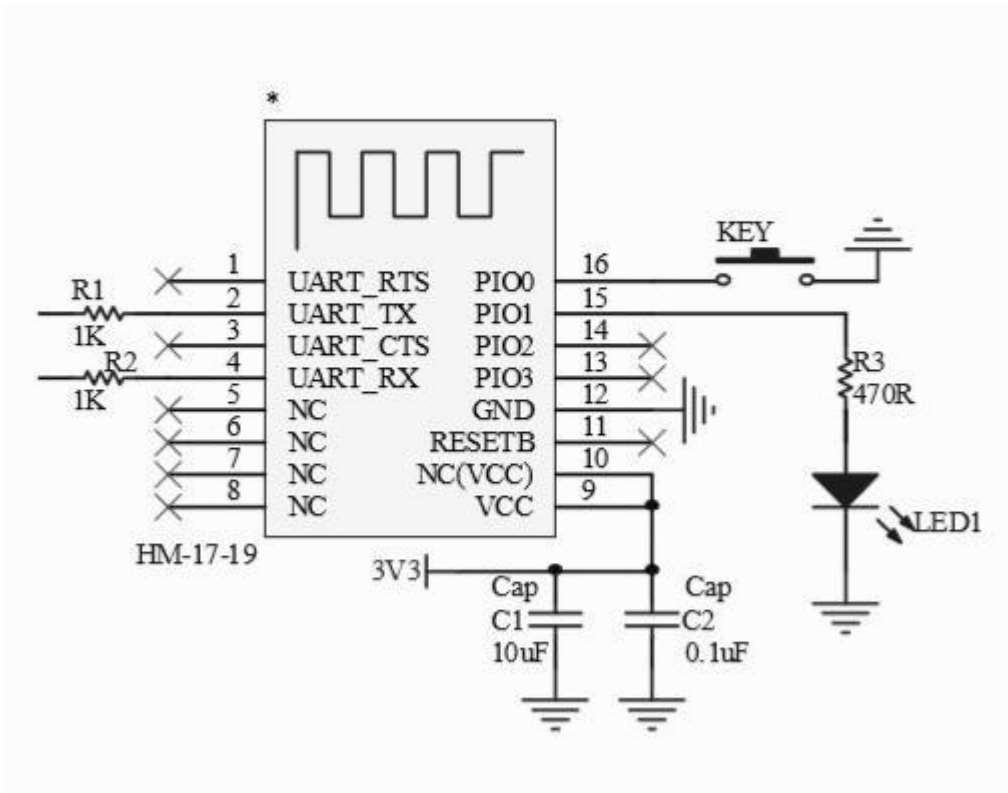 *
KEY
1 UART_RTS PIO0 16
R1
2 UART_TX PIO1 15
1K
3 UART_CTS PIO2 14
R2
4 UART_RX PIO3 13
1K
R3
470R
5 NC GND 12
6 NC RESETB 11
7 NC NC(VCC) 10
8 NC VCC 9
LED1
HM-17-19
3V3
Cap
C1
10uF
Cap
C2
0.1uF